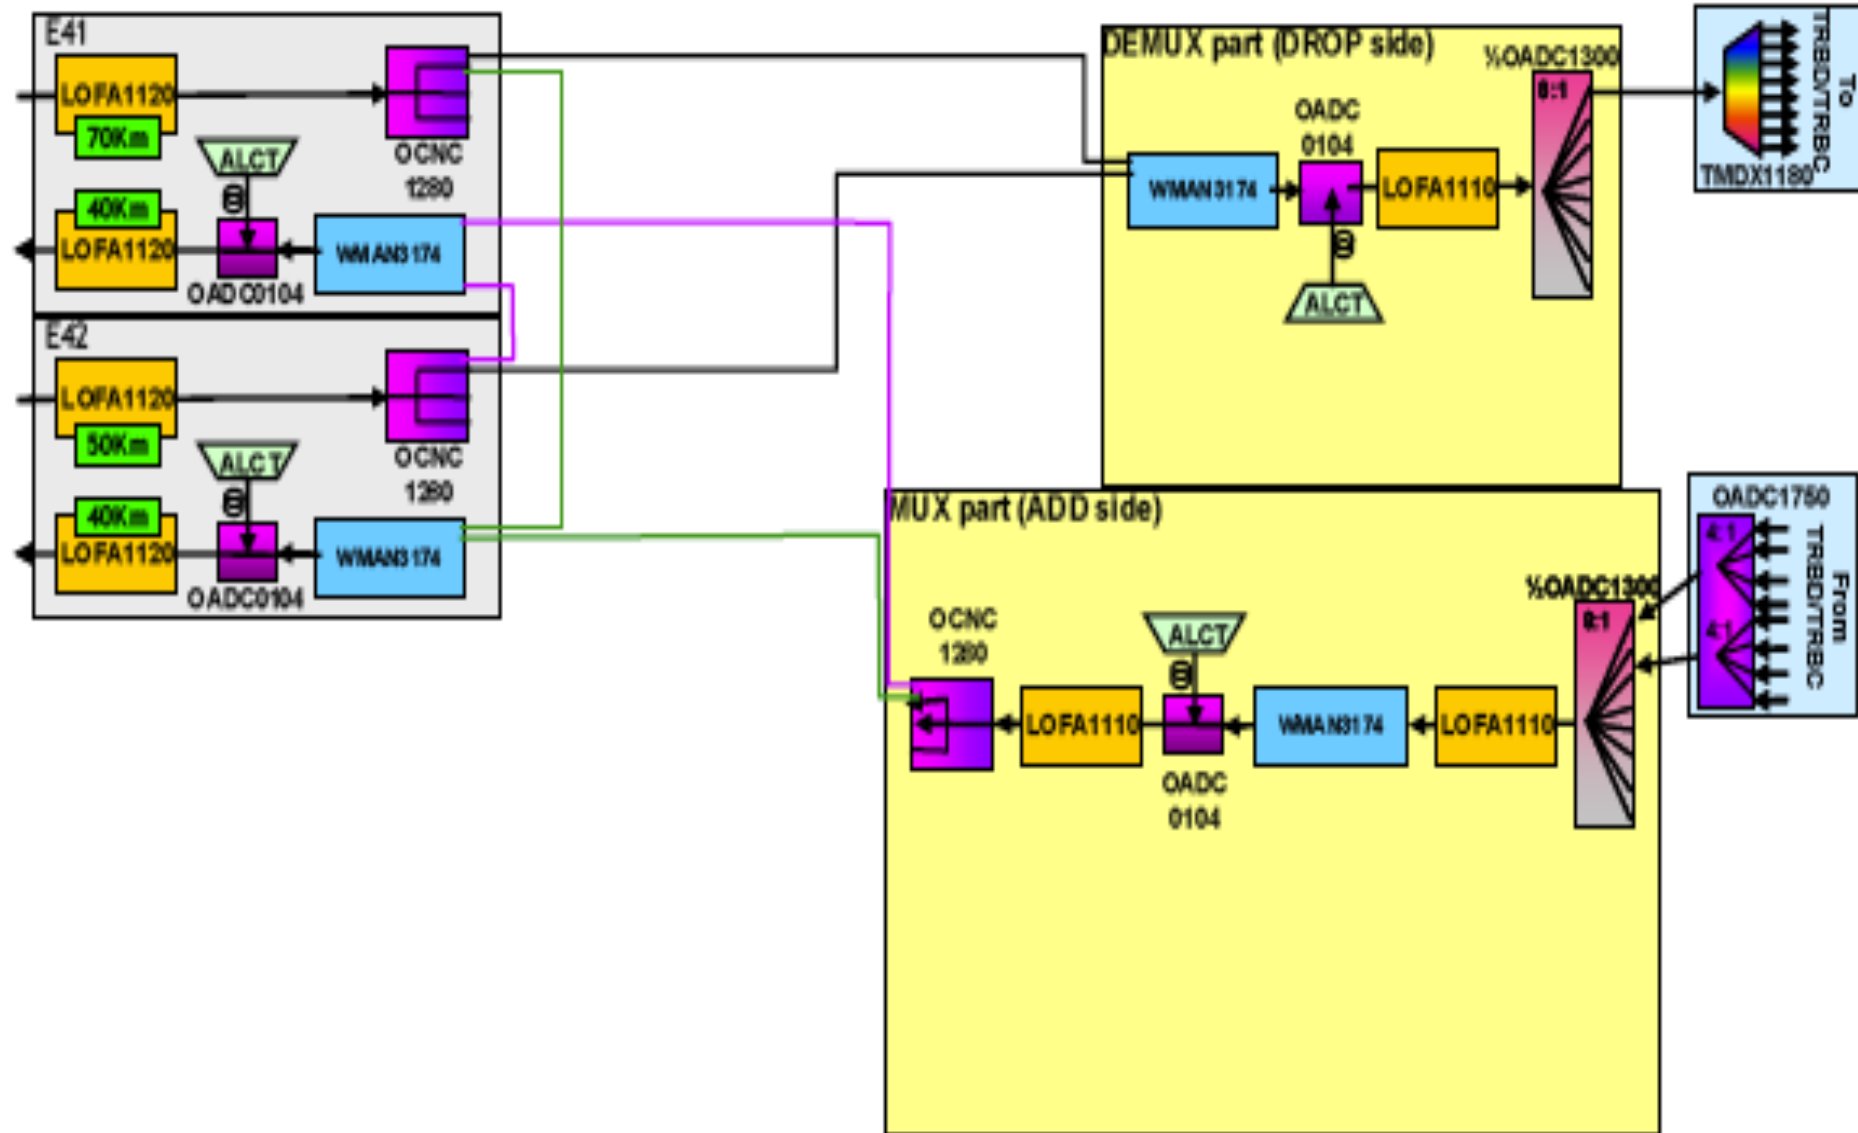 E41
LOFA1120
70Km
ALCT
OCNC
1280
40Km
LOFA1120
OADC0104
WMAN3174
E42
LOFA1120
50Km
ALCT
OCNC
1280
40Km
LOFA1120
OADC0104
WMAN3174
DEMUX part (DROP side)
½OADC1300
8:1
OADC
0104
WMAN3174
LOFA1110
ALCT
To
TRBD/TRBC
TMDX1180
MUX part (ADD side)
½OADC1300
8:1
OCNC
1280
ALCT
LOFA1110
WMAN3174
LOFA1110
OADC
0104
OADC1750
4:1
4:1
From
TRBD/TRBC